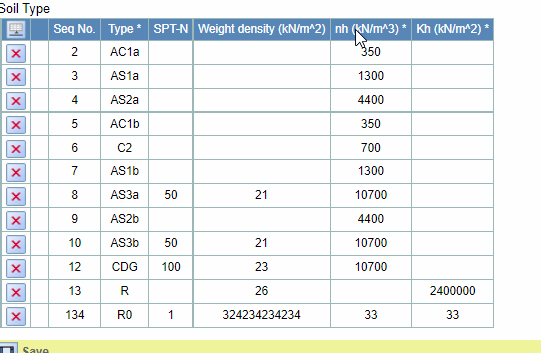 Soil Type
Seq No. Type * SPT-N Weight density (kN/m^2) nh (kN/m^3) * Kh (kN/m^2) *
2 AC1a 350
3 AS1a 1300
4 AS2a 4400
5 AC1b 350
6 C2 700
7 AS1b 1300
8 AS3a 50 21 10700
9 AS2b 4400
10 AS3b 50 21 10700
12 CDG 100 23 10700
13 R 26 2400000
134 R0 1 324234234234 33 33
Save